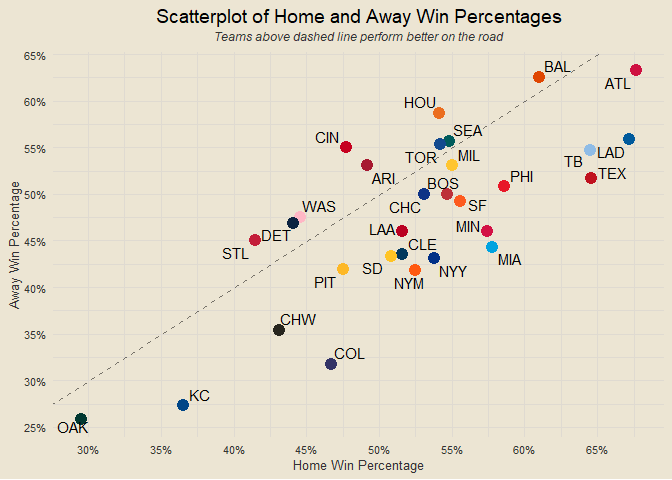 Scatterplot of Home and Away Win Percentages
Teams above dashed line perform better on the road
65%
BAL
ATL
60%
HOU
SEA
CIN
55%
TOR
MIL
TB
LAD
ARI
PHI
TEX
BOS
50%
CHC
SF
WAS
LAA
MIN
DET
45%
STL
CLE
SD
MIA
NYY
PIT
NYM
40%
CHW
35%
COL
30%
KC
OAK
25%
30%
35%
40%
45%
50%
55%
60%
65%
Home Win Percentage
Away Win Percentage